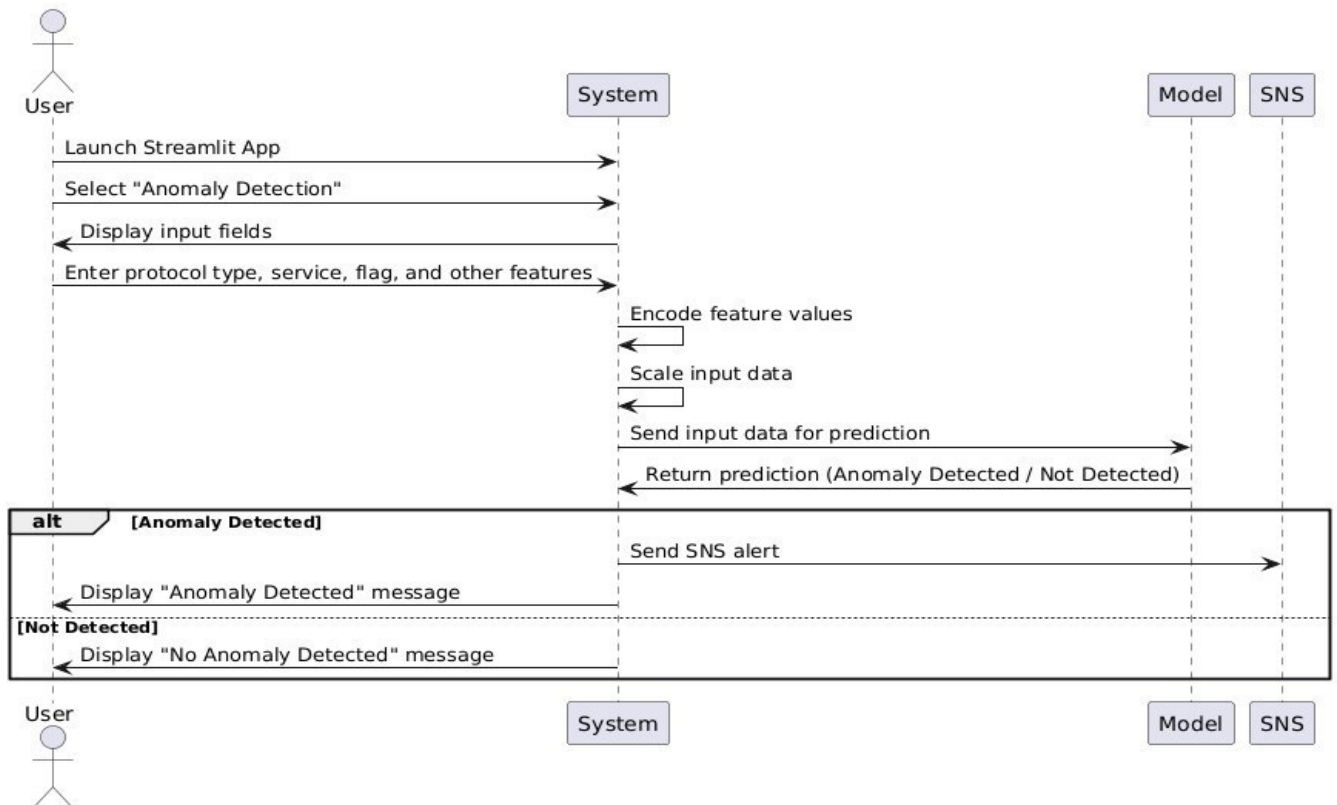 User
System
Model
SNS
Launch Streamlit App
Select "Anomaly Detection"
Display input fields
Enter protocol type, service, flag, and other features
Encode feature values
Scale input data
Send input data for prediction
Return prediction (Anomaly Detected / Not Detected)
alt [Anomaly Detected]
Send SNS alert
Display "Anomaly Detected" message
[Not Detected]
Display "No Anomaly Detected" message
User
System
Model
SNS